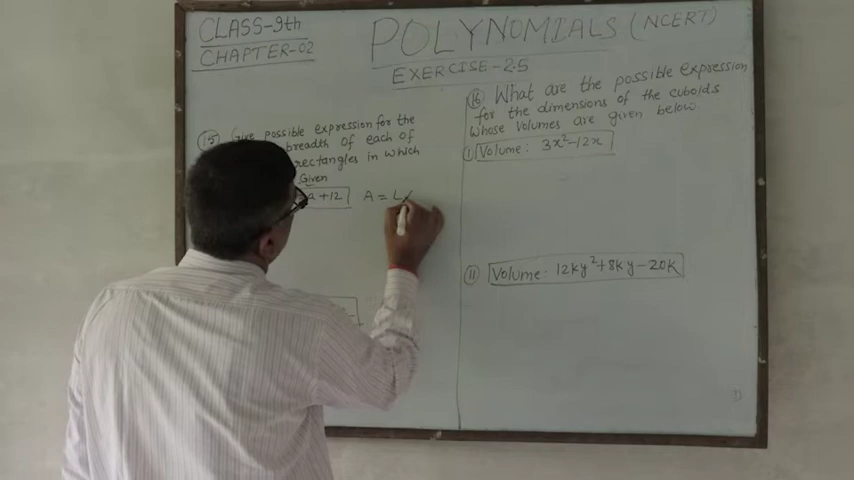 CLASS-9th
CHAPTER-02
POLYNOMIALS (NCERT)
EXERCISE-2.5
(15) Give possible expression for the
breadth of each of
rectangles in which
Given
a+12 A = L
(16) What are the possible expression
for the dimensions of the cuboids
whose volumes are given below.
(i) Volume: 3x²-12x
(ii) Volume: 12ky²+8ky-20k